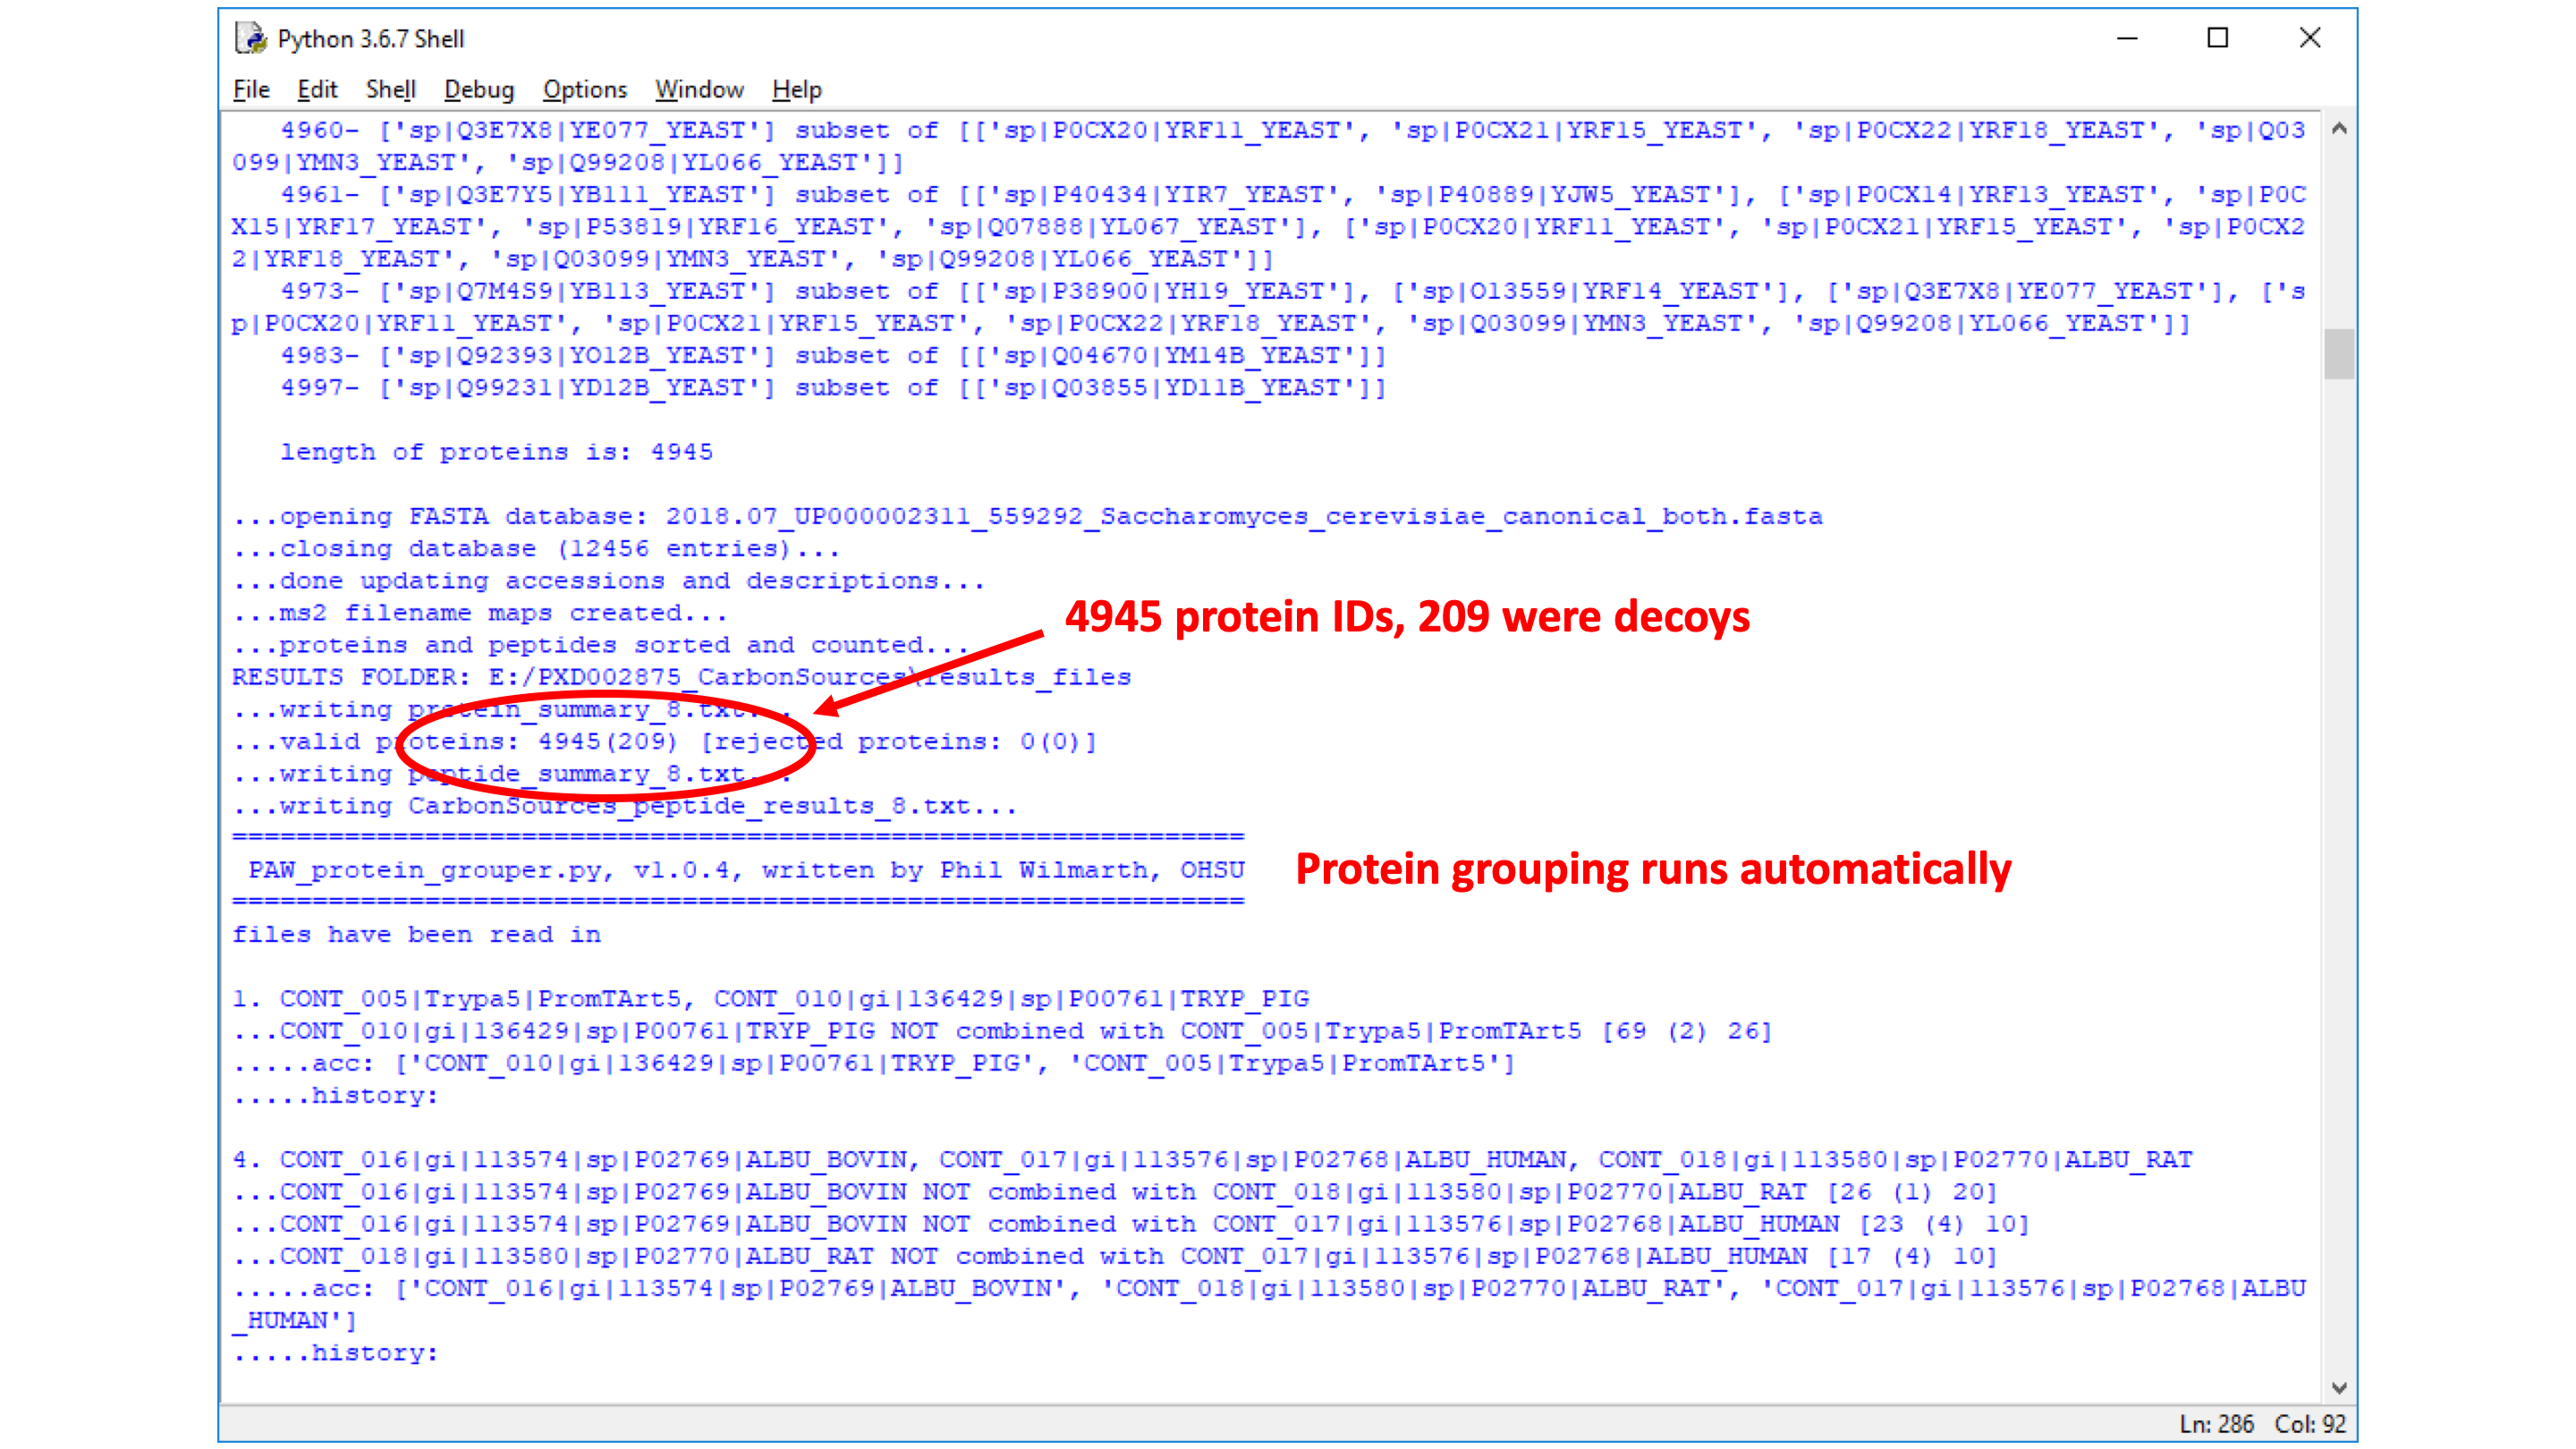 Python 3.6.7 Shell
File Edit Shell Debug Options Window Help
4960- ['sp|Q3E7X8|YE077_YEAST'] subset of [['sp|P0CX20|YRF11_YEAST', 'sp|P0CX21|YRF15_YEAST', 'sp|P0CX22|YRF18_YEAST', 'sp|Q03
099|YMN3_YEAST', 'sp|Q99208|YL066_YEAST']]
4961- ['sp|Q3E7Y5|YB111_YEAST'] subset of [['sp|P40434|YIR7_YEAST', 'sp|P40889|YJW5_YEAST'], ['sp|P0CX14|YRF13_YEAST', 'sp|P0C
X15|YRF17_YEAST', 'sp|P53819|YRF16_YEAST', 'sp|Q07888|YL067_YEAST'], ['sp|P0CX20|YRF11_YEAST', 'sp|P0CX21|YRF15_YEAST', 'sp|P0CX2
2|YRF18_YEAST', 'sp|Q03099|YMN3_YEAST', 'sp|Q99208|YL066_YEAST']]
4973- ['sp|Q7M4S9|YB113_YEAST'] subset of [['sp|P38900|YH19_YEAST'], ['sp|O13559|YRF14_YEAST'], ['sp|Q3E7X8|YE077_YEAST'], ['s
p|P0CX20|YRF11_YEAST', 'sp|P0CX21|YRF15_YEAST', 'sp|P0CX22|YRF18_YEAST', 'sp|Q03099|YMN3_YEAST', 'sp|Q99208|YL066_YEAST']]
4983- ['sp|Q92393|YO12B_YEAST'] subset of [['sp|Q04670|YM14B_YEAST']]
4997- ['sp|Q99231|YD12B_YEAST'] subset of [['sp|Q03855|YD11B_YEAST']]
length of proteins is: 4945
...opening FASTA database: 2018.07_UP000002311_559292_Saccharomyces_cerevisiae_canonical_both.fasta
...closing database (12456 entries)...
...done updating accessions and descriptions...
...ms2 filename maps created...
4945 protein IDs, 209 were decoys
...proteins and peptides sorted and counted...
RESULTS FOLDER: E:/PXD002875_CarbonSources\results_files
...writing protein_summary_8.txt...
...valid proteins: 4945(209) [rejected proteins: 0(0)]
...writing peptide_summary_8.txt...
...writing CarbonSources_peptide_results_8.txt...
===============================================================
PAW_protein_grouper.py, v1.0.4, written by Phil Wilmarth, OHSU
Protein grouping runs automatically
===============================================================
files have been read in
1. CONT_005|Trypa5|PromTArt5, CONT_010|gi|136429|sp|P00761|TRYP_PIG
...CONT_010|gi|136429|sp|P00761|TRYP_PIG NOT combined with CONT_005|Trypa5|PromTArt5 [69 (2) 26]
.....acc: ['CONT_010|gi|136429|sp|P00761|TRYP_PIG', 'CONT_005|Trypa5|PromTArt5']
.....history:
4. CONT_016|gi|113574|sp|P02769|ALBU_BOVIN, CONT_017|gi|113576|sp|P02768|ALBU_HUMAN, CONT_018|gi|113580|sp|P02770|ALBU_RAT
...CONT_016|gi|113574|sp|P02769|ALBU_BOVIN NOT combined with CONT_018|gi|113580|sp|P02770|ALBU_RAT [26 (1) 20]
...CONT_016|gi|113574|sp|P02769|ALBU_BOVIN NOT combined with CONT_017|gi|113576|sp|P02768|ALBU_HUMAN [23 (4) 10]
...CONT_018|gi|113580|sp|P02770|ALBU_RAT NOT combined with CONT_017|gi|113576|sp|P02768|ALBU_HUMAN [17 (4) 10]
.....acc: ['CONT_016|gi|113574|sp|P02769|ALBU_BOVIN', 'CONT_018|gi|113580|sp|P02770|ALBU_RAT', 'CONT_017|gi|113576|sp|P02768|ALBU
_HUMAN']
.....history:
Ln: 286 Col: 92